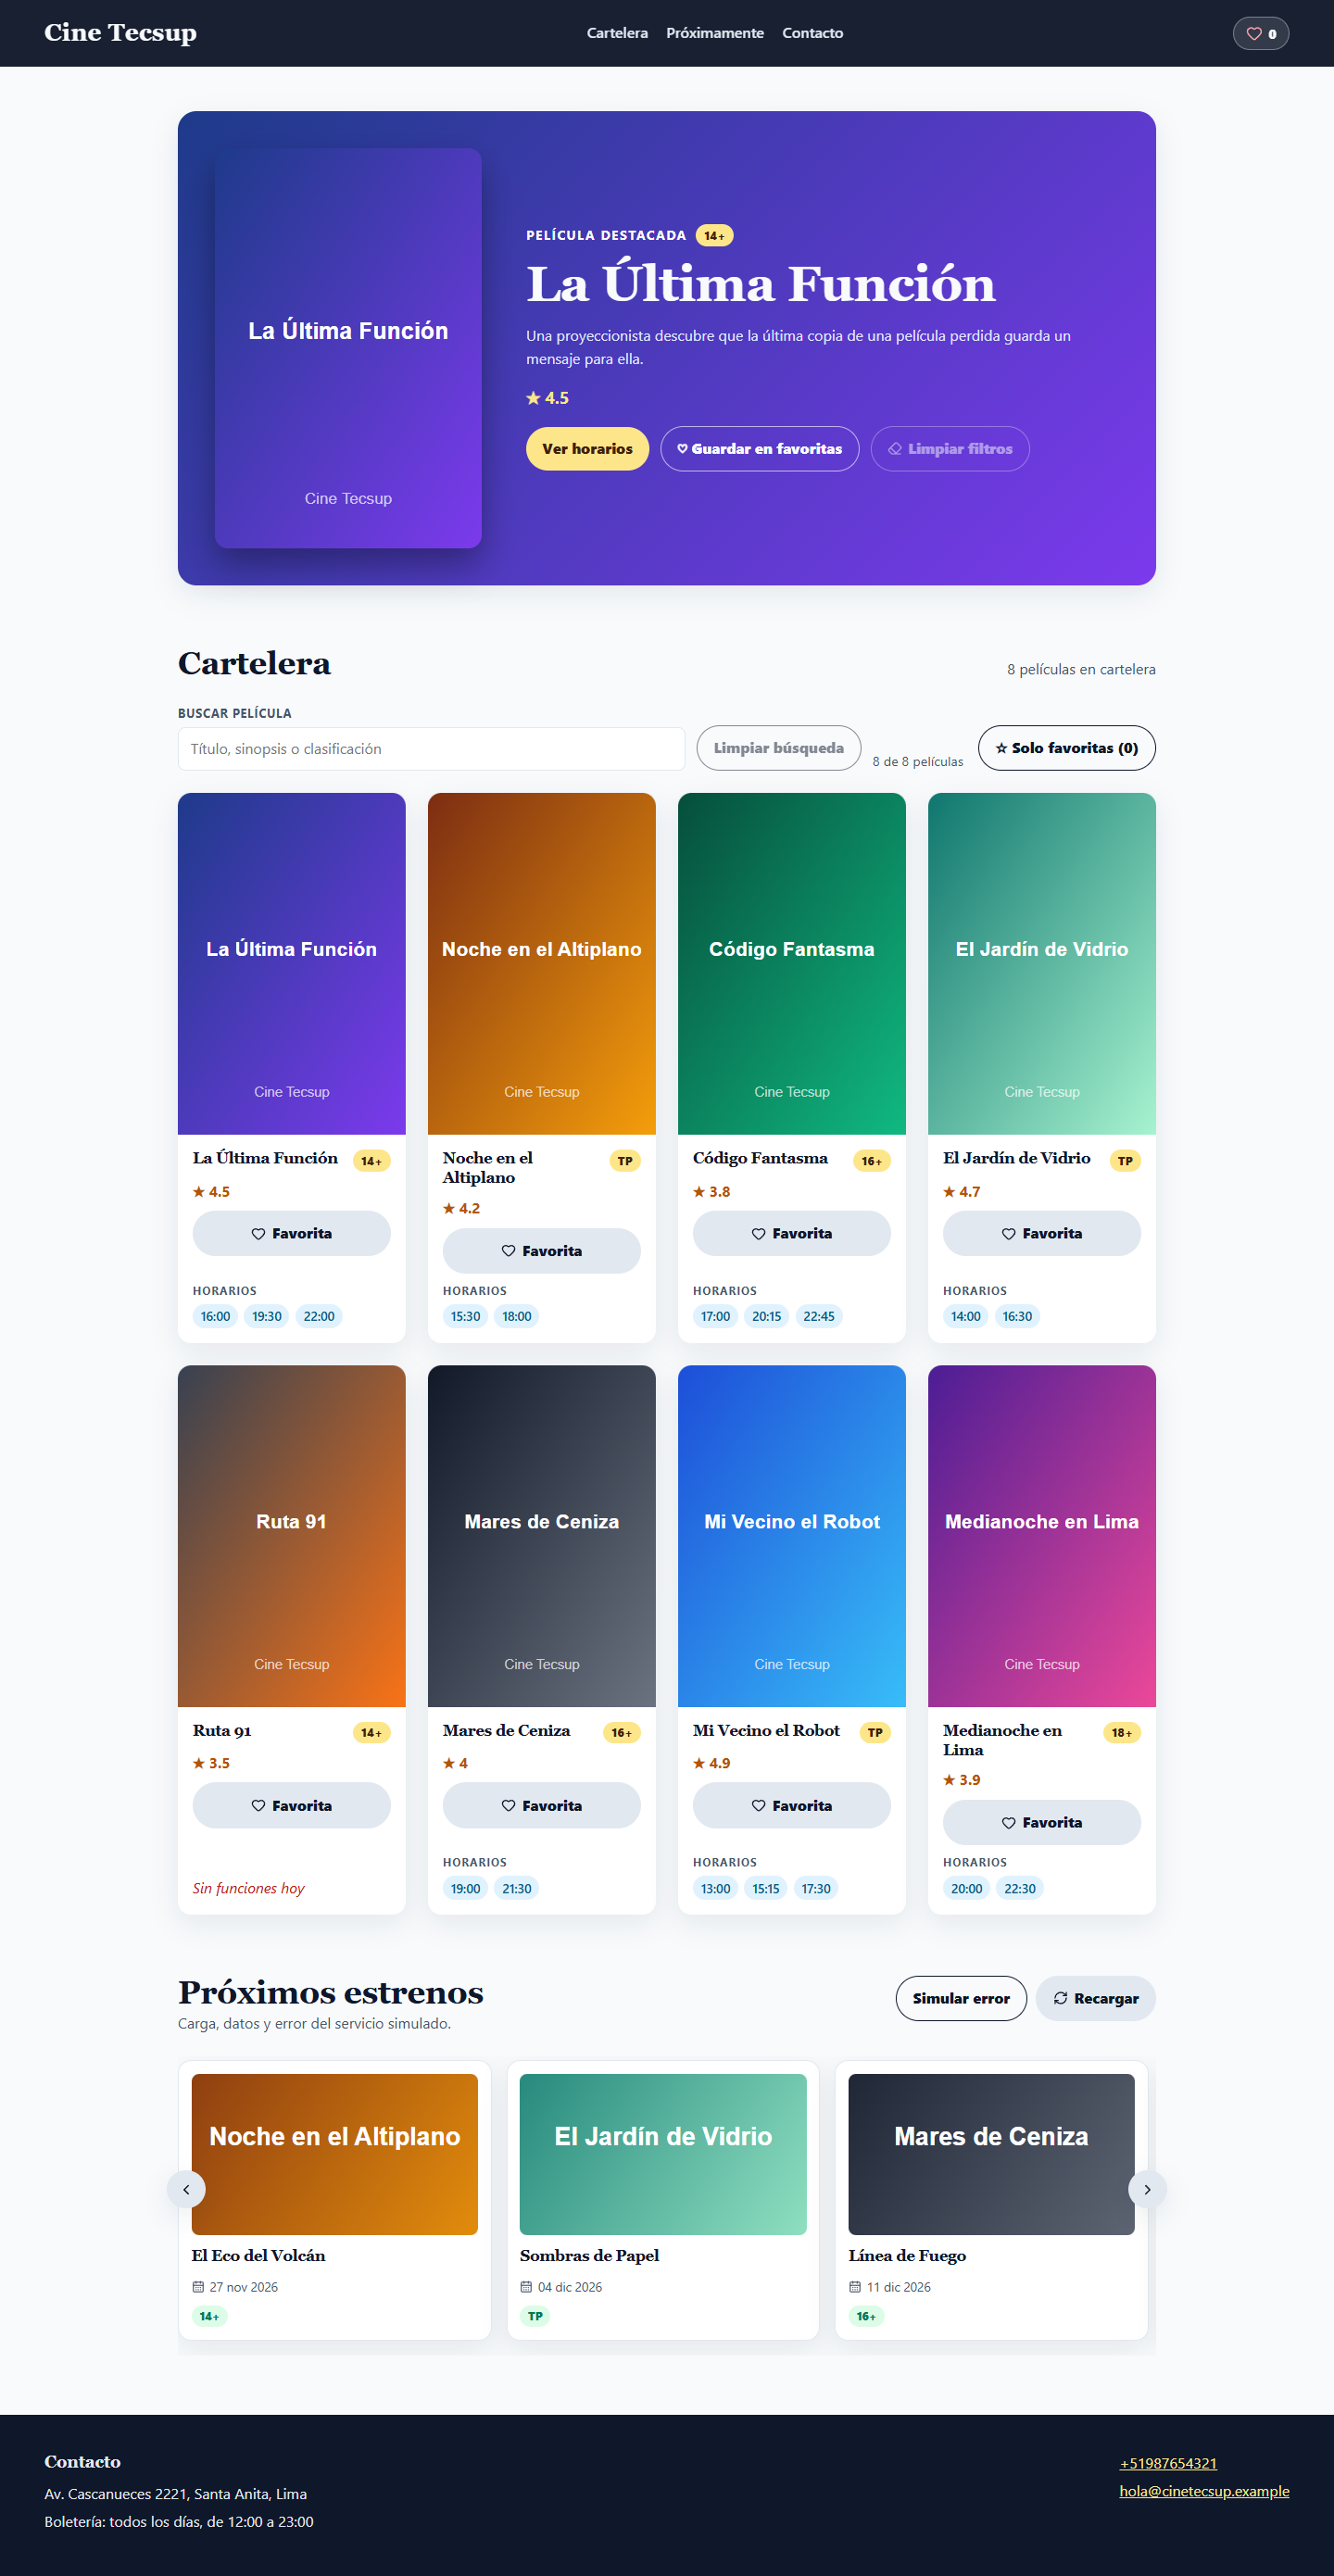 Cine Tecsup
Cartelera Próximamente Contacto
0
La Última Función
Cine Tecsup
PELÍCULA DESTACADA 14+
La Última Función
Una proyeccionista descubre que la última copia de una película perdida guarda un
mensaje para ella.
★ 4.5
Ver horarios
♡ Guardar en favoritas
Limpiar filtros
Cartelera
8 películas en cartelera
BUSCAR PELÍCULA
Título, sinopsis o clasificación
Limpiar búsqueda
8 de 8 películas
☆ Solo favoritas (0)
La Última Función
Cine Tecsup
La Última Función 14+
★ 4.5
Favorita
HORARIOS
16:00 19:30 22:00
Noche en el Altiplano
Cine Tecsup
Noche en el
Altiplano
TP
★ 4.2
Favorita
HORARIOS
15:30 18:00
Código Fantasma
Cine Tecsup
Código Fantasma 16+
★ 3.8
Favorita
HORARIOS
17:00 20:15 22:45
El Jardín de Vidrio
Cine Tecsup
El Jardín de Vidrio TP
★ 4.7
Favorita
HORARIOS
14:00 16:30
Ruta 91
Cine Tecsup
Ruta 91 14+
★ 3.5
Favorita
Sin funciones hoy
Mares de Ceniza
Cine Tecsup
Mares de Ceniza 16+
★ 4
Favorita
HORARIOS
19:00 21:30
Mi Vecino el Robot
Cine Tecsup
Mi Vecino el Robot TP
★ 4.9
Favorita
HORARIOS
13:00 15:15 17:30
Medianoche en Lima
Cine Tecsup
Medianoche en
Lima
18+
★ 3.9
Favorita
HORARIOS
20:00 22:30
Próximos estrenos
Carga, datos y error del servicio simulado.
Simular error
Recargar
Noche en el Altiplano
El Eco del Volcán
27 nov 2026
14+
El Jardín de Vidrio
Sombras de Papel
04 dic 2026
TP
Mares de Ceniza
Línea de Fuego
11 dic 2026
16+
Contacto
Av. Cascanueces 2221, Santa Anita, Lima
Boletería: todos los días, de 12:00 a 23:00
+51987654321
hola@cinetecsup.example